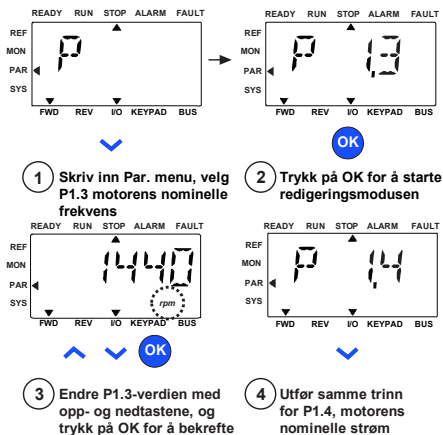 READY RUN STOP ALARM FAULT
REF
MON
PAR
SYS
P
FWD REV I/O KEYPAD BUS
READY RUN STOP ALARM FAULT
REF
MON
PAR
SYS
P 1,3
FWD REV I/O KEYPAD BUS
OK
1 Skriv inn Par. menu, velg
P1.3 motorens nominelle
frekvens
2 Trykk på OK for å starte
redigeringsmodusen
READY RUN STOP ALARM FAULT
REF
MON
PAR
SYS
1440
rpm
FWD REV I/O KEYPAD BUS
OK
READY RUN STOP ALARM FAULT
REF
MON
PAR
SYS
P 1,4
FWD REV I/O KEYPAD BUS
3 Endre P1.3-verdien med
opp- og nedtastene, og
trykk på OK for å bekrefte
4 Utfør samme trinn
for P1.4, motorens
nominelle strøm